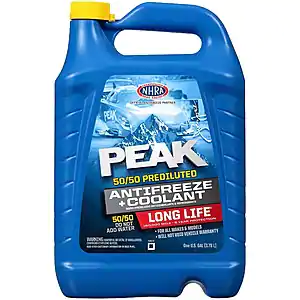 NHRA
PEAK
50/50 PREDILUTED
ANTIFREEZE
+COOLANT
50/50
DO NOT
ADD WATER
LONG LIFE
• FOR ALL MAKES & MODELS
• WILL NOT VOID VEHICLE WARRANTY
WARNING:
One U.S. Gal (3.78 L)